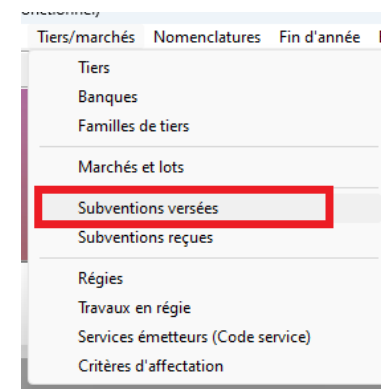 Tiers/marchés Nomenclatures Fin d'année
Tiers
Banques
Familles de tiers
Marchés et lots
Subventions versées
Subventions reçues
Régies
Travaux en régie
Services émetteurs (Code service)
Critères d'affectation